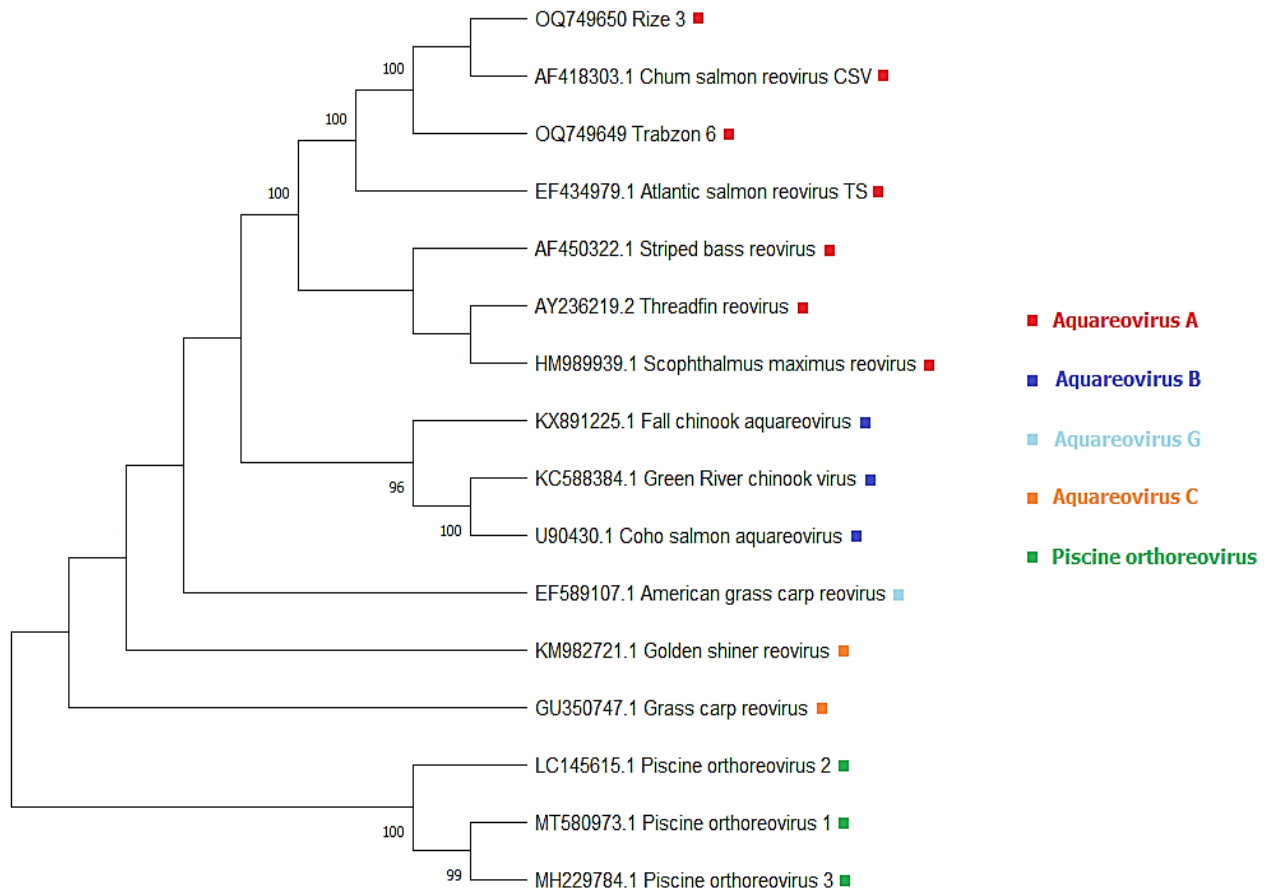 OQ749650 Rize 3
100
AF418303.1 Chum salmon reovirus CSV
100
OQ749649 Trabzon 6
100
EF434979.1 Atlantic salmon reovirus TS
AF450322.1 Striped bass reovirus
AY236219.2 Threadfin reovirus
HM989939.1 Scophthalmus maximus reovirus
KX891225.1 Fall chinook aquareovirus
KC588384.1 Green River chinook virus
96
100
U90430.1 Coho salmon aquareovirus
EF589107.1 American grass carp reovirus
KM982721.1 Golden shiner reovirus
GU350747.1 Grass carp reovirus
LC145615.1 Piscine orthoreovirus 2
MT580973.1 Piscine orthoreovirus 1
100
99
MH229784.1 Piscine orthoreovirus 3
Aquareovirus A
Aquareovirus B
Aquareovirus G
Aquareovirus C
Piscine orthoreovirus